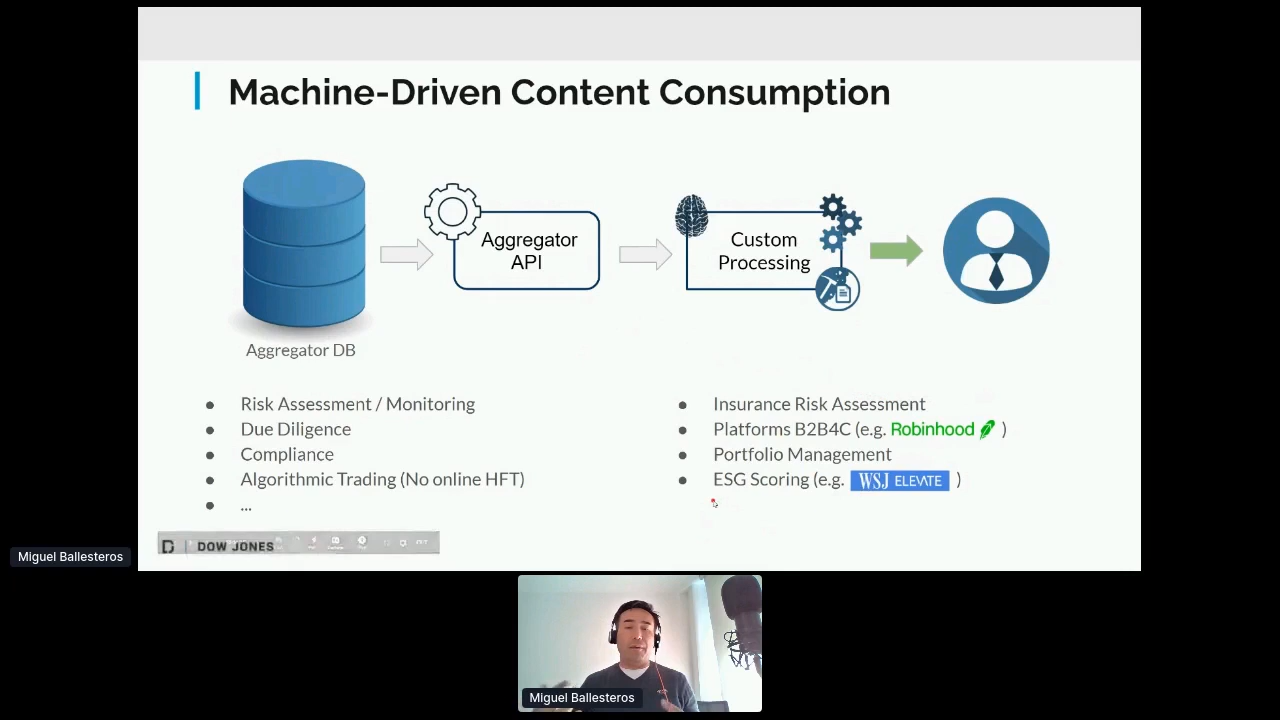 Machine-Driven Content Consumption
Aggregator
API
Custom
Processing
Aggregator DB
● Risk Assessment / Monitoring
● Due Diligence
● Compliance
● Algorithmic Trading (No online HFT)
● ...
● Insurance Risk Assessment
● Platforms B2B4C (e.g. Robinhood )
● Portfolio Management
● ESG Scoring (e.g. WSJ ELEVATE )
D | DOW JONES
Miguel Ballesteros
Miguel Ballesteros